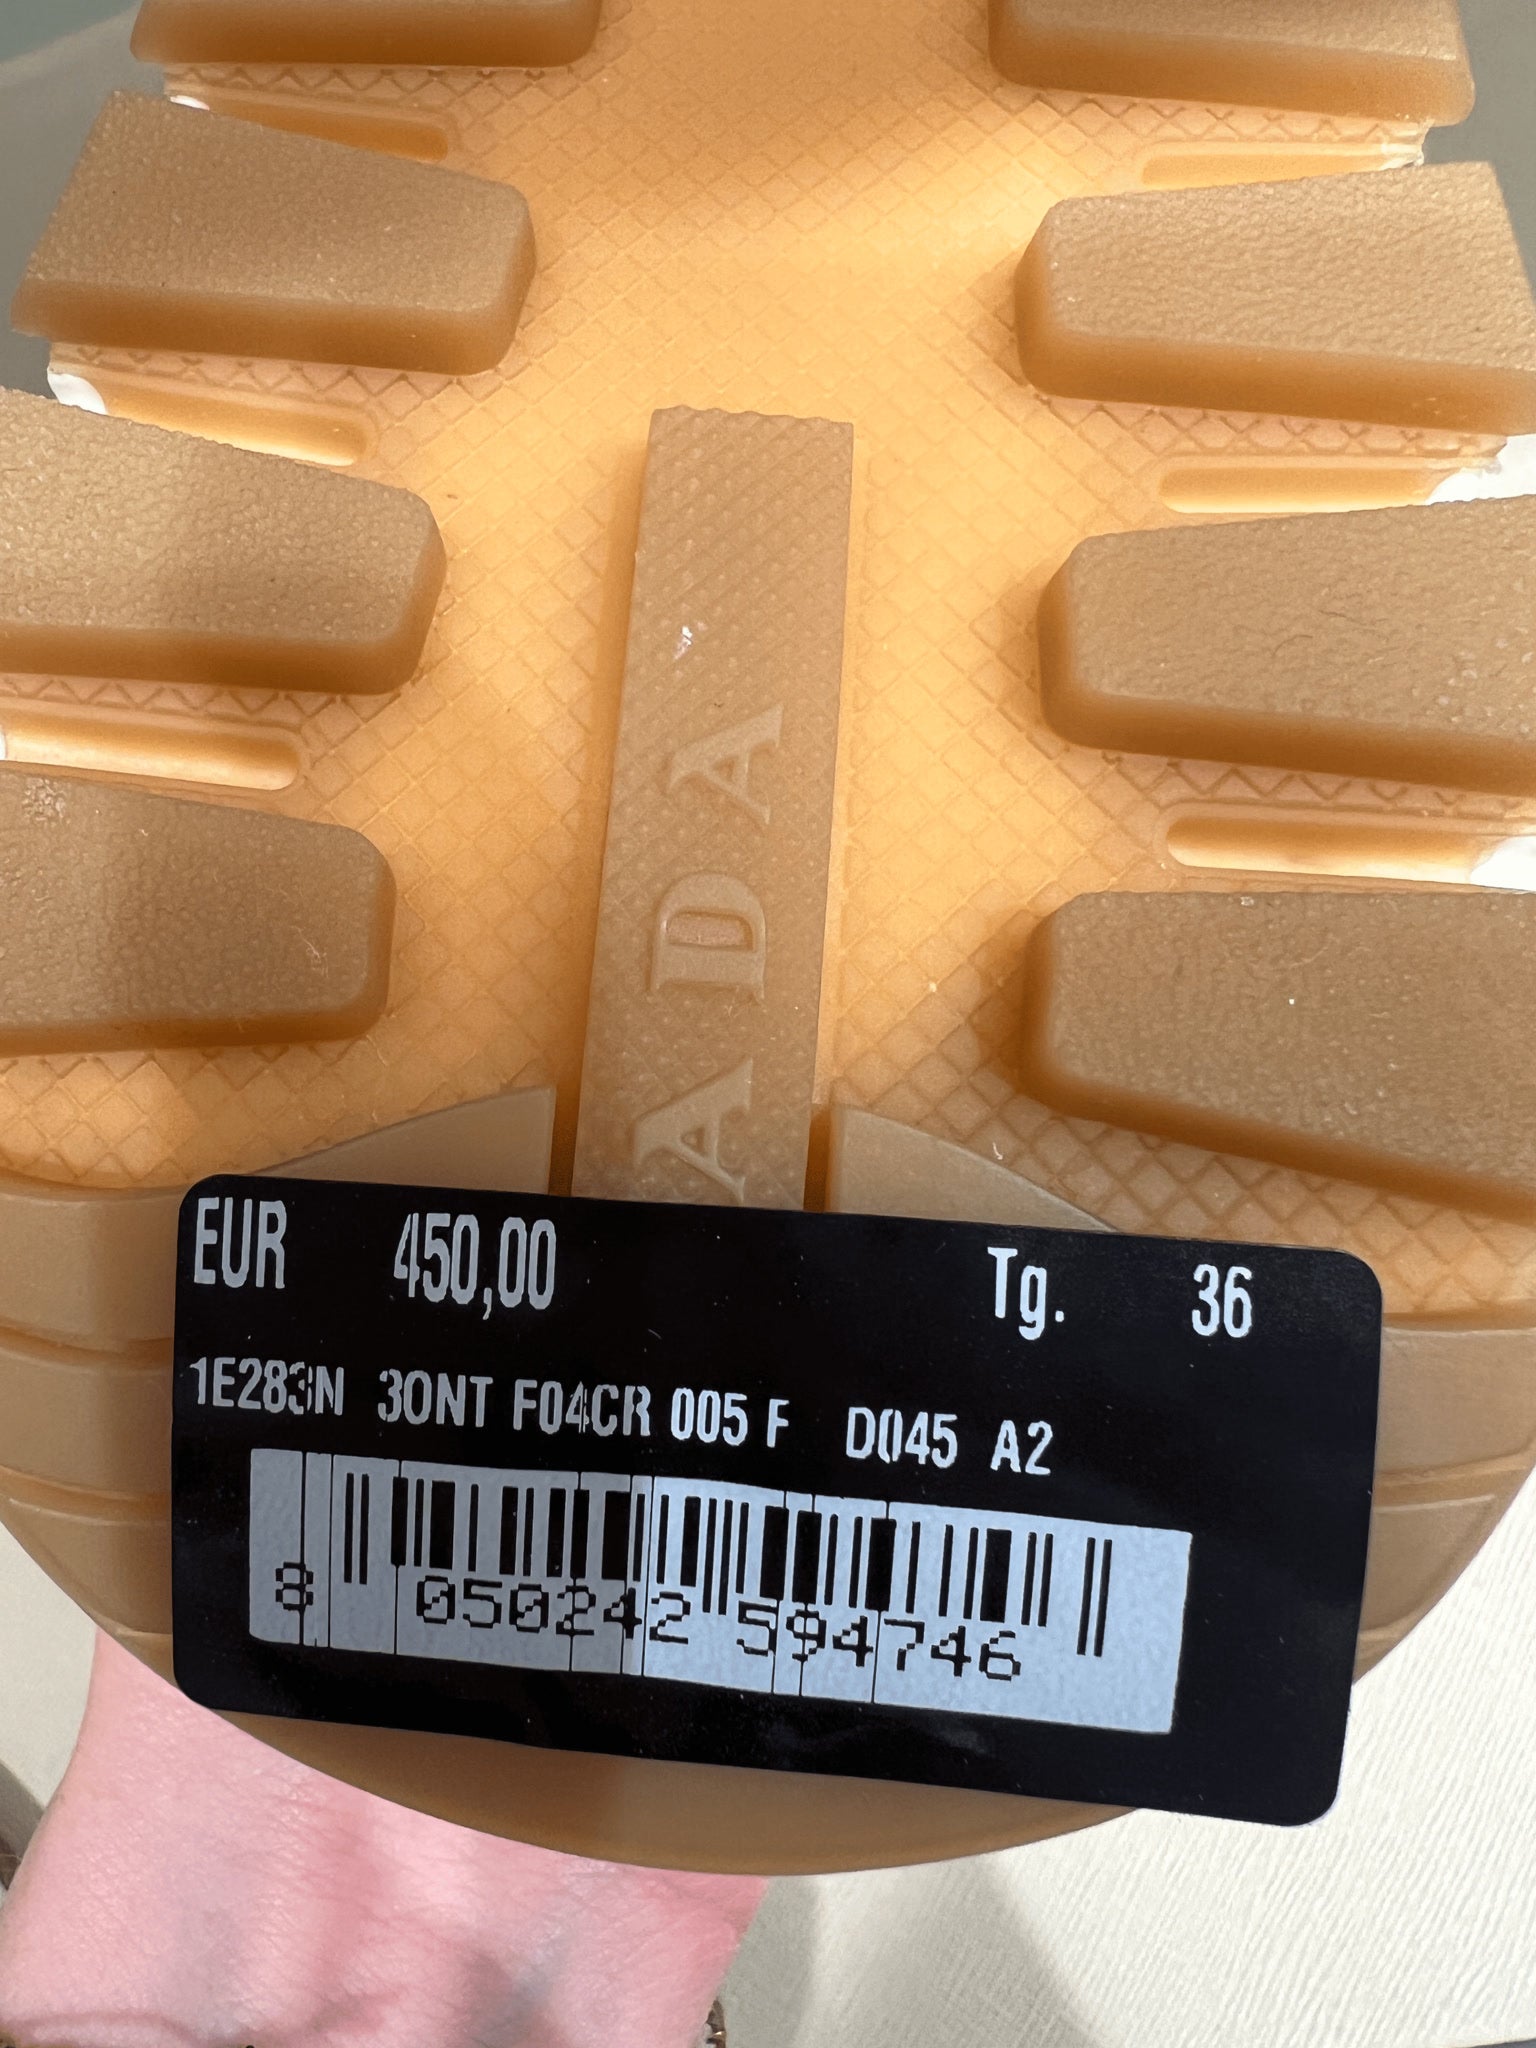 ADA
EUR 450,00 Tg. 36
1E283N 3ONT F04CR 005 F D045 A2
8 050242 594746